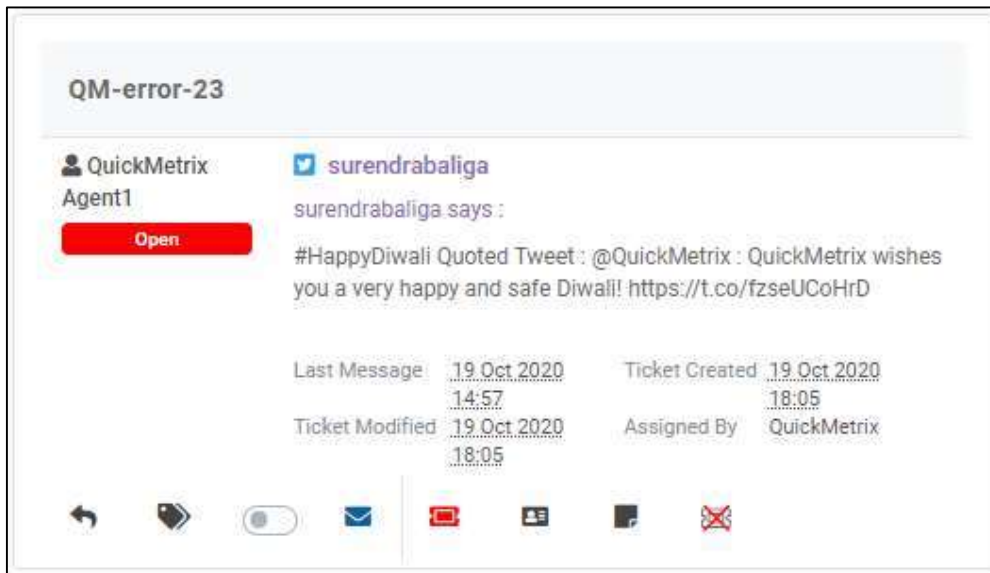 QM-error-23
QuickMetrix
Agent1
Open
surendrabaliga
surendrabaliga says :
#HappyDiwali Quoted Tweet : @QuickMetrix : QuickMetrix wishes
you a very happy and safe Diwali! https://t.co/fzseUCoHrD
Last Message 19 Oct 2020 Ticket Created 19 Oct 2020
14:57 18:05
Ticket Modified 19 Oct 2020 Assigned By QuickMetrix
18:05